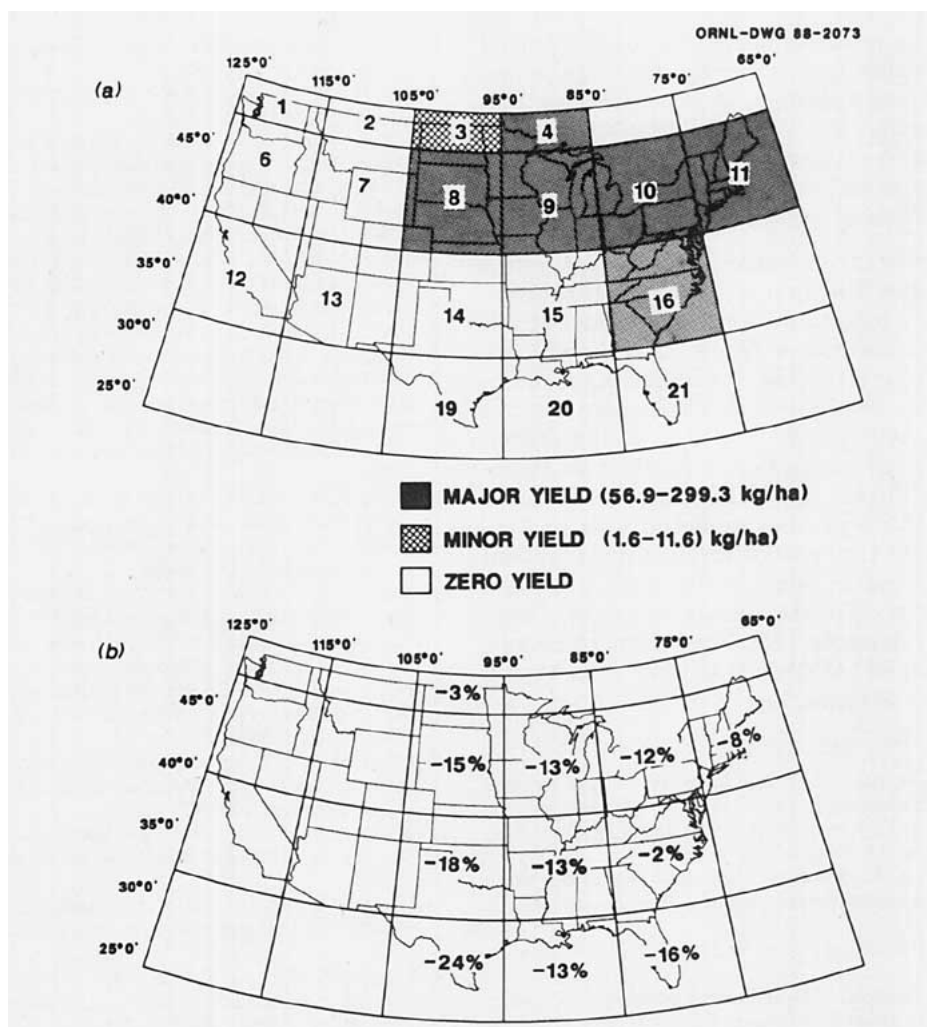 ORNL-DWG 88-2073
(a)
125°0' 115°0' 105°0' 95°0' 85°0' 75°0' 65°0'
45°0'
40°0'
35°0'
30°0'
25°0'
1 2 3 4
6 7 8 9 10 11
12 13 14 15 16
19 20 21
MAJOR YIELD (56.9-299.3 kg/ha)
MINOR YIELD (1.6-11.6) kg/ha)
ZERO YIELD
(b)
125°0' 115°0' 105°0' 95°0' 85°0' 75°0' 65°0'
45°0'
40°0'
35°0'
30°0'
25°0'
-3%
-15% -13% -12% -8%
-18% -13% -2%
-24% -13% -16%